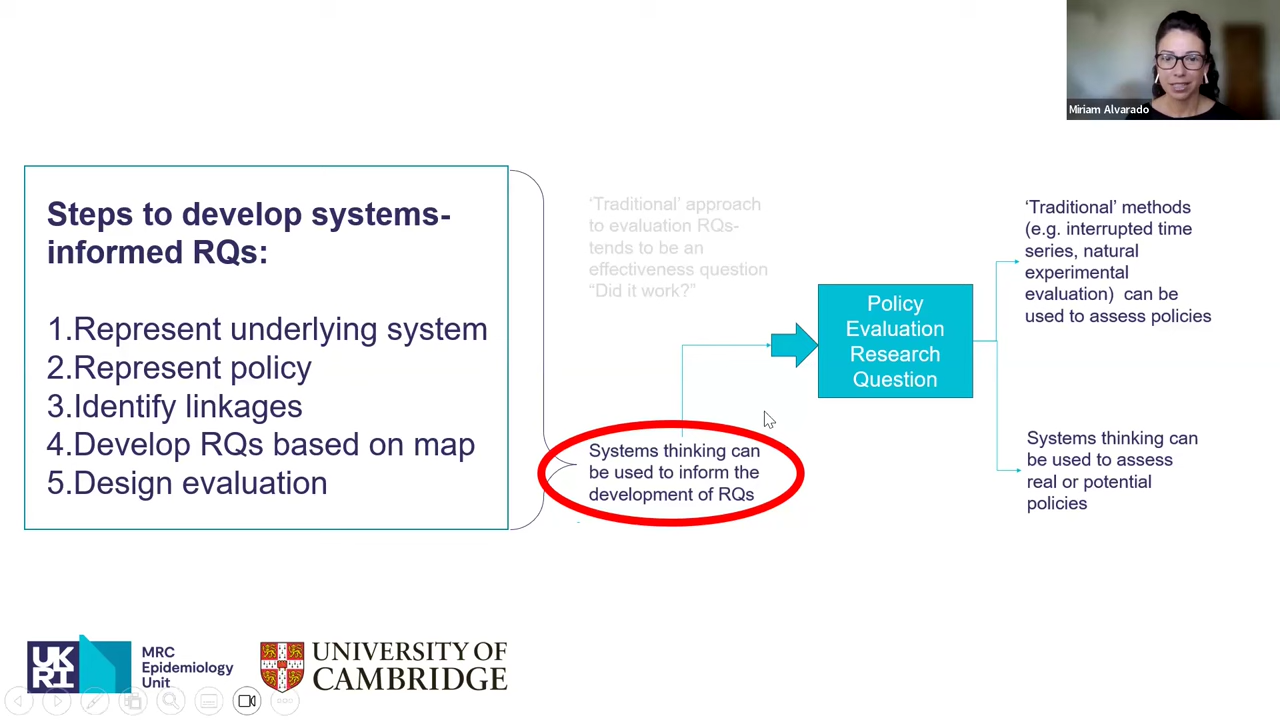 Miriam Alvarado
Steps to develop systems-
informed RQs:
1.Represent underlying system
2.Represent policy
3.Identify linkages
4.Develop RQs based on map
5.Design evaluation
‘Traditional’ approach
to evaluation RQs-
tends to be an
effectiveness question
“Did it work?”
Systems thinking can
be used to inform the
development of RQs
Policy
Evaluation
Research
Question
‘Traditional’ methods
(e.g. interrupted time
series, natural
experimental
evaluation) can be
used to assess policies
Systems thinking can
be used to assess
real or potential
policies
UK
RI
MRC
Epidemiology
Unit
UNIVERSITY OF
CAMBRIDGE